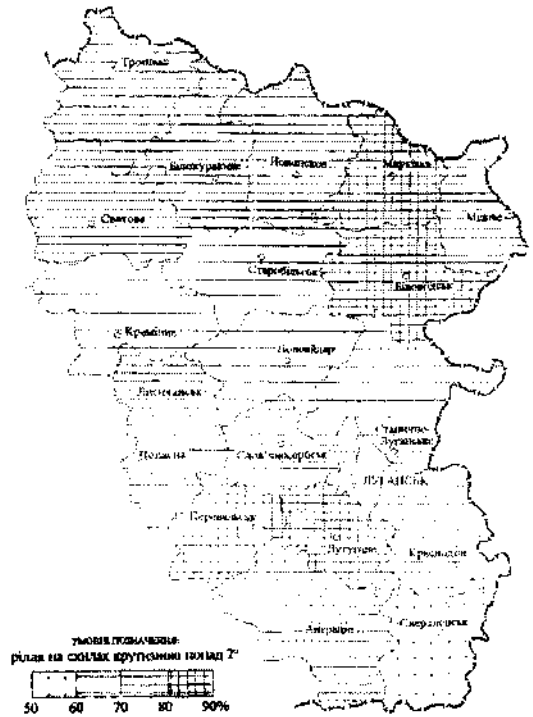 Троїцьке
Білокуракине
Новопсков
Марківка
Мілове
Сватове
Старобільськ
Біловодськ
Кремінна
Новоайдар
Лисичанськ
Станично-
Луганське
Попасна
Слов'яносербськ
ЛУГАНСЬК
Перевальськ
Лутугине
Краснодон
Антрацит
Свердловськ
УМОВНІ ПОЗНАЧЕННЯ:
рілля на схилах крутизною понад 2°
50 60 70 80 90%